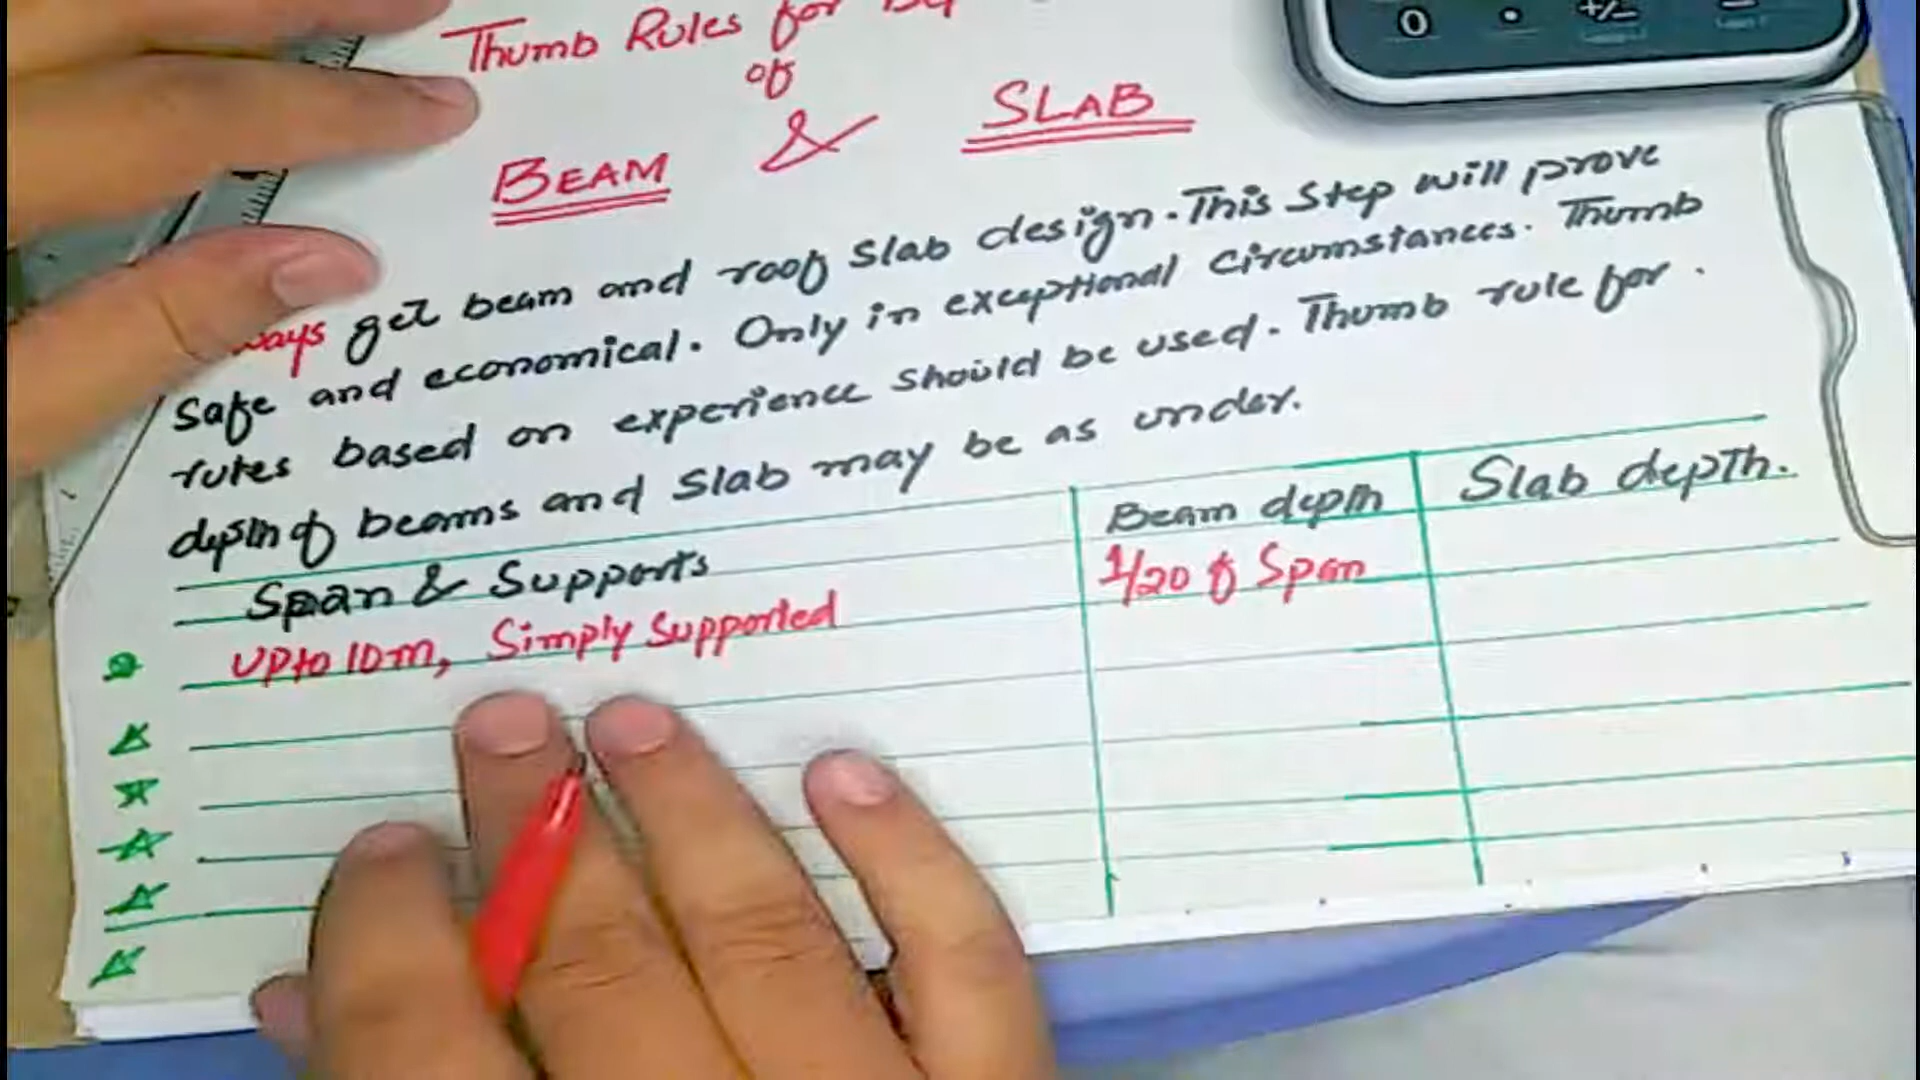 Thumb Rules for
of
BEAM & SLAB
ways get beam and roof slab design. This Step will prove
Safe and economical. Only in exceptional Circumstances. Thumb
rules based on experience should be used. Thumb rule for.
depth of beams and Slab may be as under.
Span & Supports Beam depth Slab depth.
Upto 10m, Simply Supported 1/20 of Span
0 . +/-